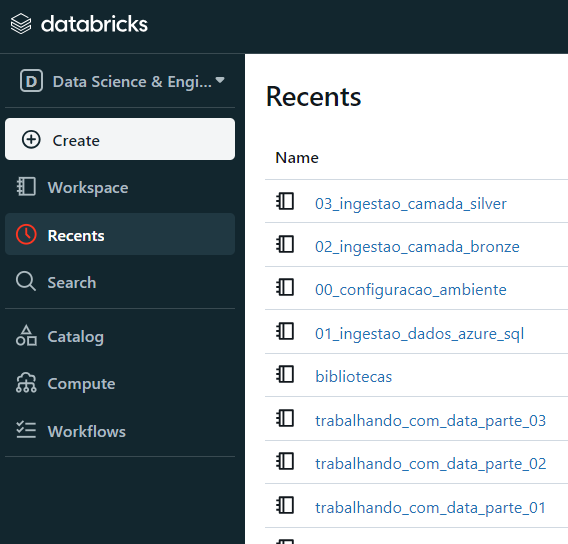 databricks
D Data Science & Engi...
Create
Workspace
Recents
Search
Catalog
Compute
Workflows
Recents
Name
03_ingestao_camada_silver
02_ingestao_camada_bronze
00_configuracao_ambiente
01_ingestao_dados_azure_sql
bibliotecas
trabalhando_com_data_parte_03
trabalhando_com_data_parte_02
trabalhando_com_data_parte_01